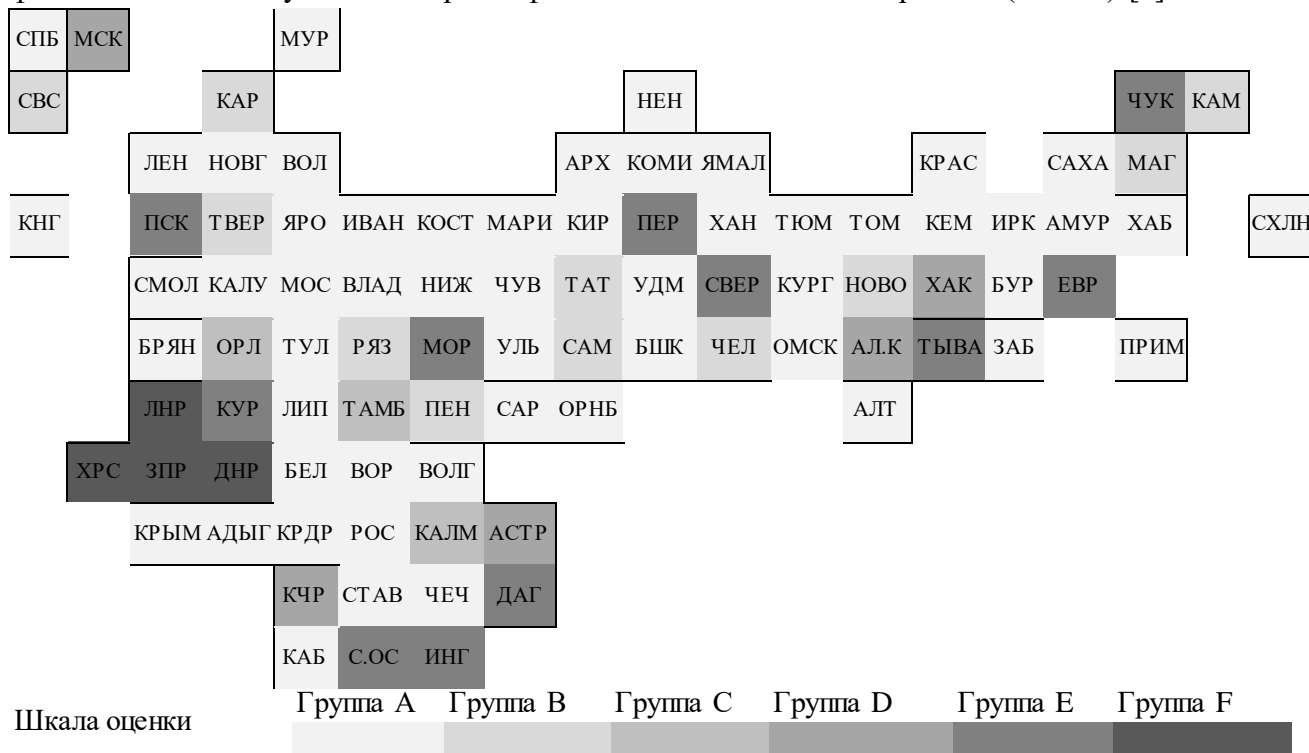 СПБ МСК МУР
СВС КАР НЕН ЧУК КАМ
ЛЕН НОВГ ВОЛ АРХ КОМИ ЯМАЛ КРАС САХА МАГ
КНГ ПСК ТВЕР ЯРО ИВАН КОСТ МАРИ КИР ПЕР ХАН ТЮМ ТОМ КЕМ ИРК АМУР ХАБ СХЛН
СМОЛ КАЛУ МОС ВЛАД НИЖ ЧУВ ТАТ УДМ СВЕР КУРГ НОВО ХАК БУР ЕВР
БРЯН ОРЛ ТУЛ РЯЗ МОР УЛЬ САМ БШК ЧЕЛ ОМСК АЛ.К ТЫВА ЗАБ ПРИМ
ЛНР КУР ЛИП ТАМБ ПЕН САР ОРНБ АЛТ
ХРС ЗПР ДНР БЕЛ ВОР ВОЛГ
КРЫМ АДЫГ КРДР РОС КАЛМ АСТР
КЧР СТАВ ЧЕЧ ДАГ
КАБ С.ОС ИНГ
Группа A Группа B Группа C Группа D Группа E Группа F
Шкала оценки